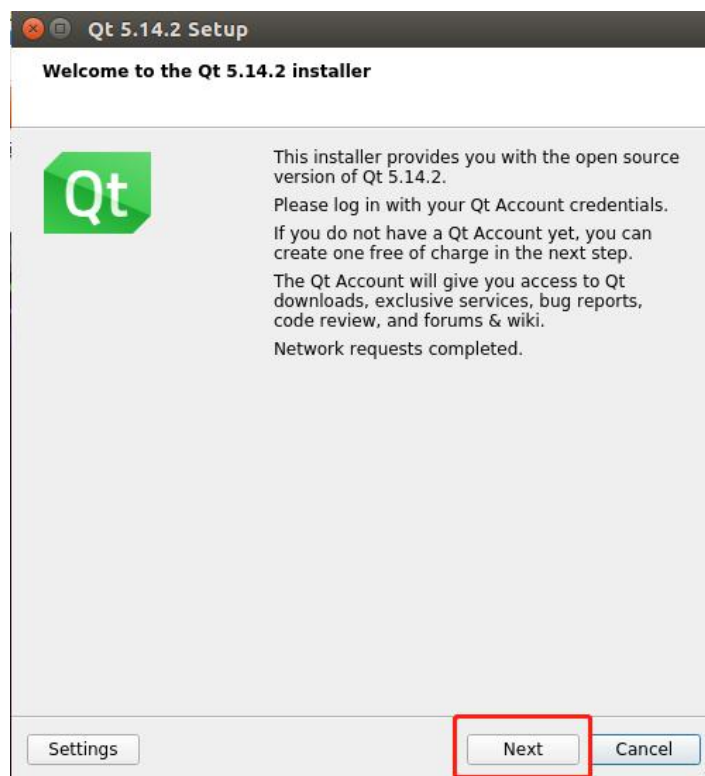 Qt 5.14.2 Setup
Welcome to the Qt 5.14.2 installer
Qt
This installer provides you with the open source
version of Qt 5.14.2.
Please log in with your Qt Account credentials.
If you do not have a Qt Account yet, you can
create one free of charge in the next step.
The Qt Account will give you access to Qt
downloads, exclusive services, bug reports,
code review, and forums & wiki.
Network requests completed.
Settings
Next
Cancel